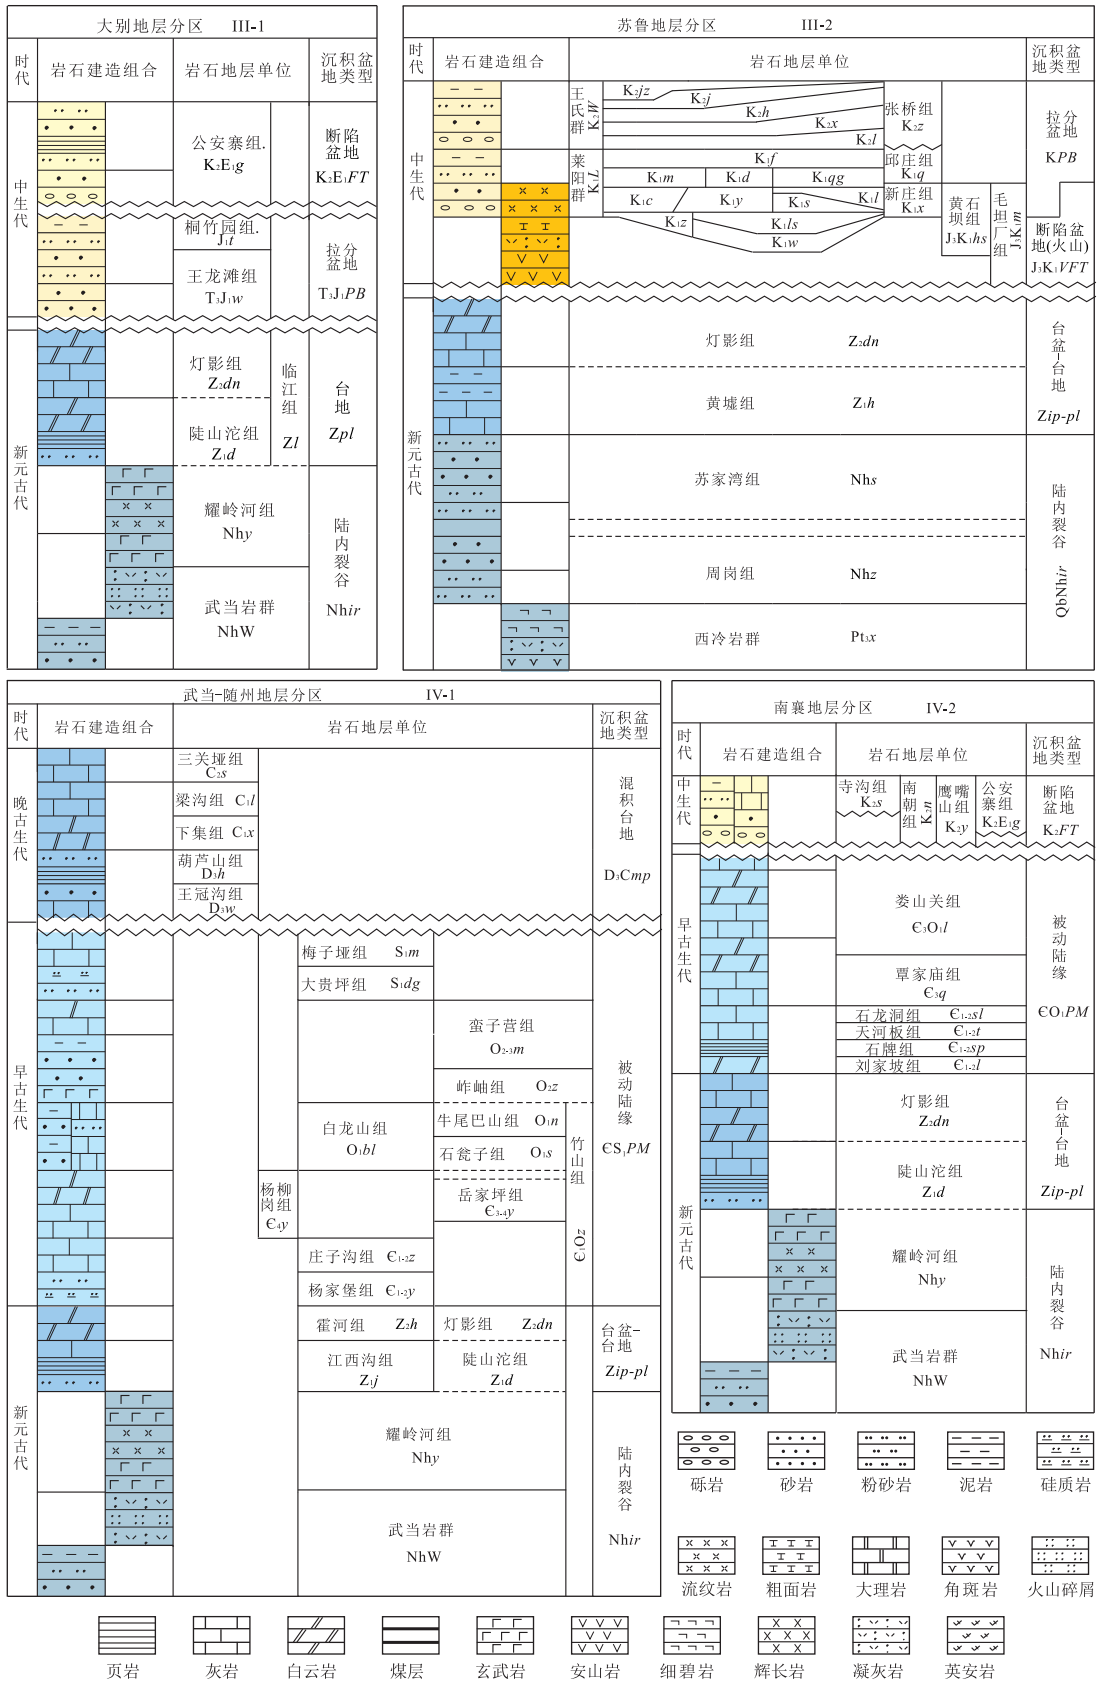 大别地层分区 III-1
时代 岩石建造组合 岩石地层单位 沉积盆地类型
中生代
公安寨组.
K₂E₁g
断陷盆地
K₂E₁FT
桐竹园组.
J₁t
王龙滩组
T₃J₁w
拉分盆地
T₃J₁PB
新元古代
灯影组
Z₂dn
陡山沱组
Z₁d
临江组
Zl
台地
Zpl
耀岭河组
Nhy
武当岩群
NhW
陆内裂谷
Nhir
苏鲁地层分区 III-2
时代 岩石建造组合 岩石地层单位 沉积盆地类型
中生代
王氏群 K₂W
K₂jz
K₂j
K₂h
K₂x
K₂l
张桥组
K₂z
莱阳群 K₁L
K₁f
K₁m K₁d K₁qg
K₁c K₁y K₁s K₁l
K₁z K₁ls
K₁w
邱庄组
K₁q
新庄组
K₁x
黄石坝组
J₃K₁hs
毛坦厂组
J₃K₁m
拉分盆地
KPB
断陷盆地(火山)
J₃K₁VFT
新元古代
灯影组 Z₂dn
黄墟组 Z₁h
台盆-台地
Zip-pl
苏家湾组 Nhs
周岗组 Nhz
西冷岩群 Pt₃x
陆内裂谷
QbNhir
武当-随州地层分区 IV-1
时代 岩石建造组合 岩石地层单位 沉积盆地类型
晚古生代
三关垭组
C₂s
梁沟组 C₁l
下集组 C₁x
葫芦山组
D₃h
王冠沟组
D₃w
混积台地
D₃Cmp
早古生代
梅子垭组 S₁m
大贵坪组 S₁dg
蛮子营组
O₂₋₃m
岞岫组 O₂z
白龙山组
O₁bl
牛尾巴山组 O₁n
石瓮子组 O₃s
杨柳岗组
Є₄y
岳家坪组
Є₃₋₄y
竹山组
Є₁Oz
庄子沟组 Є₁₋₂z
杨家堡组 Є₁₋₂y
被动陆缘
ЄS₁PM
新元古代
霍河组 Z₂h 灯影组 Z₂dn
江西沟组
Z₁j
陡山沱组
Z₁d
台盆-台地
Zip-pl
耀岭河组
Nhy
武当岩群
NhW
陆内裂谷
Nhir
南襄地层分区 IV-2
时代 岩石建造组合 岩石地层单位 沉积盆地类型
中生代
寺沟组
K₂s
南朝组 K₂n
鹰嘴山组
K₂y
公安寨组
K₂E₁g
断陷盆地
K₂FT
早古生代
娄山关组
Є₃O₁l
覃家庙组
Є₃q
石龙洞组 Є₁₋₂sl
天河板组 Є₁₋₂t
石牌组 Є₁₋₂sp
刘家坡组 Є₁₋₂l
被动陆缘
ЄO₁PM
新元古代
灯影组
Z₂dn
陡山沱组
Z₁d
台盆-台地
Zip-pl
耀岭河组
Nhy
武当岩群
NhW
陆内裂谷
Nhir
砾岩 砂岩 粉砂岩 泥岩 硅质岩
流纹岩 粗面岩 大理岩 角斑岩 火山碎屑
页岩 灰岩 白云岩 煤层 玄武岩 安山岩 细碧岩 辉长岩 凝灰岩 英安岩